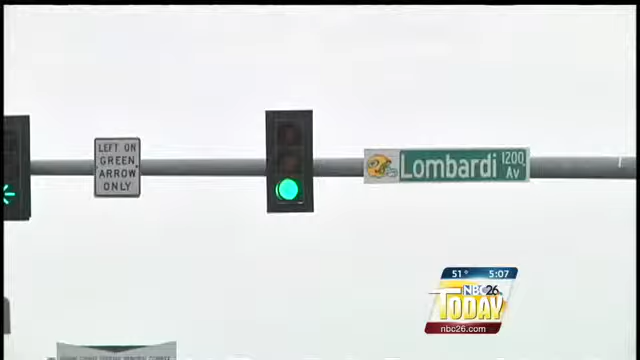 LEFT ON
GREEN
ARROW
ONLY
Lombardi 1200 Av
51° 5:07
NBC26
TODAY
nbc26.com